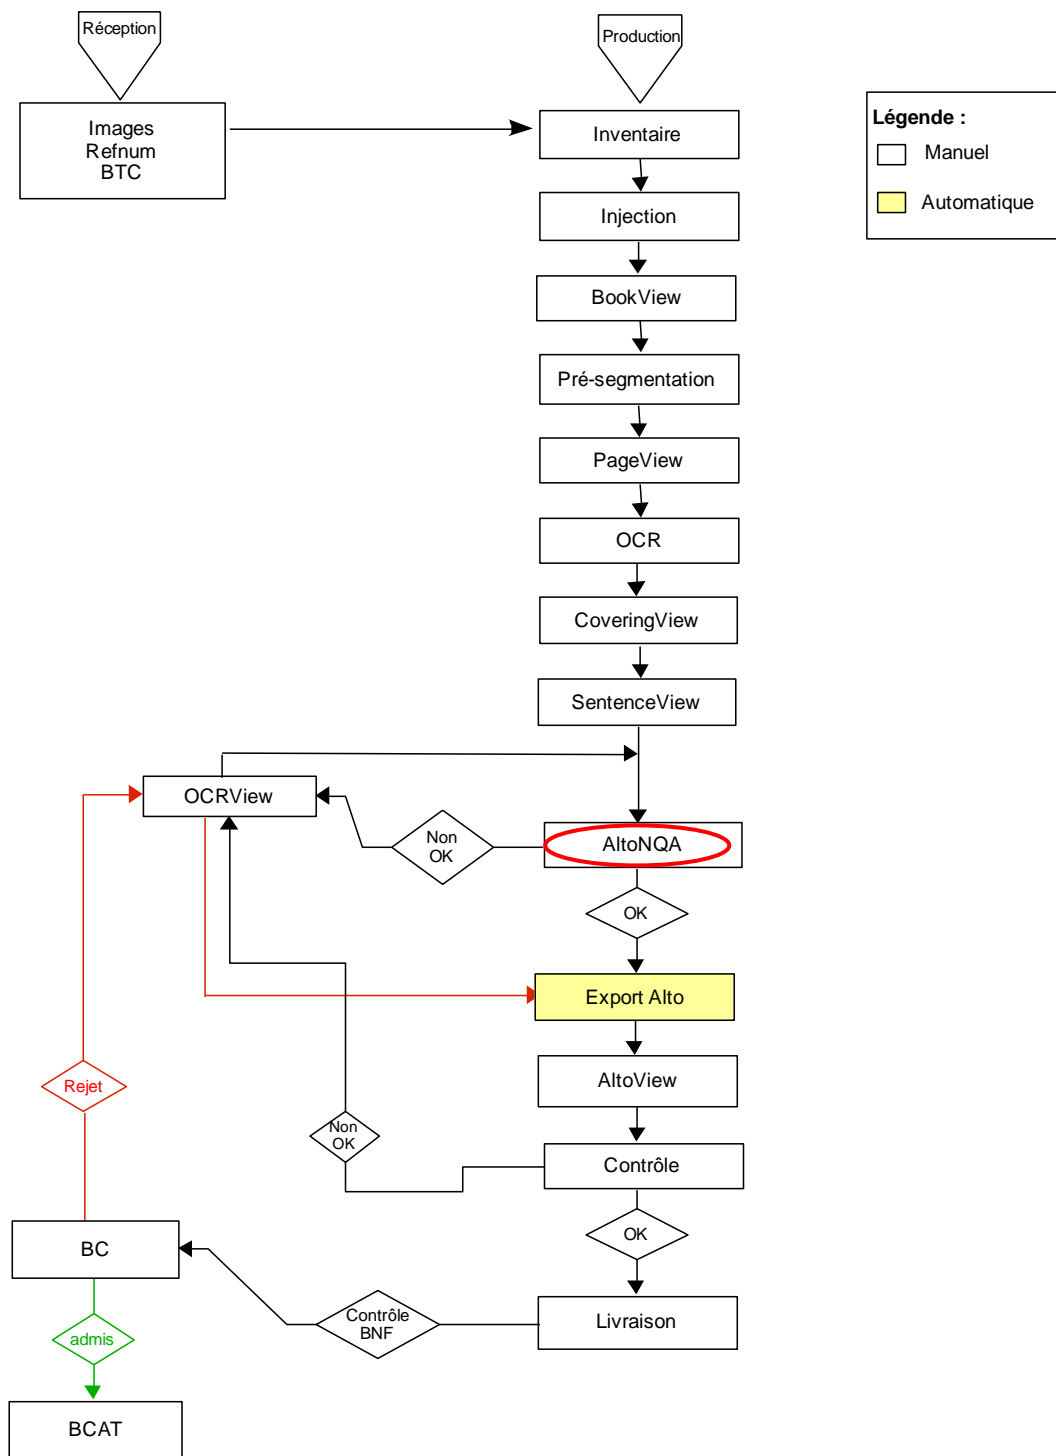 Réception
Production
Images
Refnum
BTC
Inventaire
Légende :
Manuel
Automatique
Injection
BookView
Pré-segmentation
PageView
OCR
CoveringView
SentenceView
OCRView
Non
OK
AltoNQA
OK
Export Alto
AltoView
Rejet
Non
OK
Contrôle
OK
BC
Contrôle
BNF
Livraison
admis
BCAT